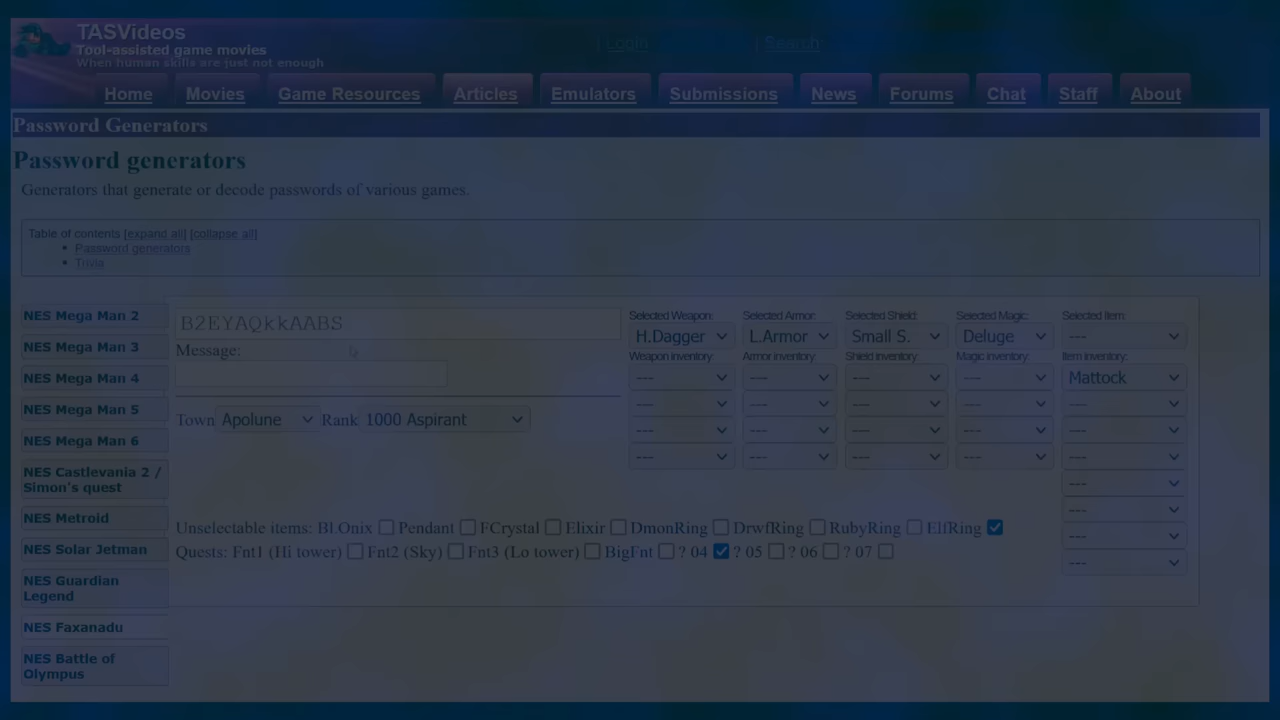 TASVideos
Tool-assisted game movies
When human skills are just not enough
| Login | Search
Home Movies Game Resources Articles Emulators Submissions News Forums Chat Staff About
Password Generators
Password generators
Generators that generate or decode passwords of various games.
Table of contents [expand all] [collapse all]
Password generators
Trivia
NES Mega Man 2
NES Mega Man 3
NES Mega Man 4
NES Mega Man 5
NES Mega Man 6
NES Castlevania 2 /
Simon's quest
NES Metroid
NES Solar Jetman
NES Guardian
Legend
NES Faxanadu
NES Battle of
Olympus
B2EYAQkkAABS
Message:
Town Apolune Rank 1000 Aspirant
Selected Weapon: Selected Armor: Selected Shield: Selected Magic: Selected Item:
H.Dagger L.Armor Small S. Deluge ---
Weapon inventory: Armor inventory: Shield inventory: Magic inventory: Item inventory:
--- --- --- --- Mattock
--- --- --- --- ---
--- --- --- --- ---
--- --- --- --- ---
---
---
---
---
Unselectable items: Bl.Onix Pendant FCrystal Elixir DmonRing DrwfRing RubyRing ElfRing
Quests: Fnt1 (Hi tower) Fnt2 (Sky) Fnt3 (Lo tower) BigFnt ? 04 ? 05 ? 06 ? 07